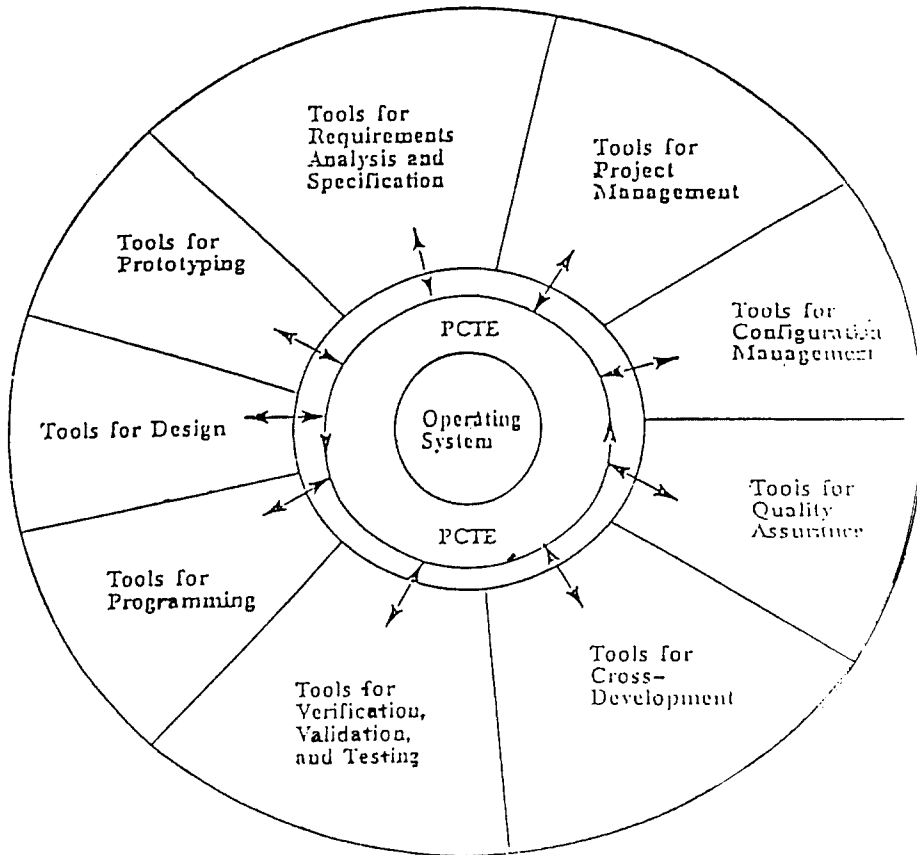 Tools for
Requirements
Analysis and
Specification
Tools for
Project
Management
Tools for
Prototyping
Tools for
Configuration
Management
PCTE
Operating
System
Tools for Design
Tools for
Quality
Assurance
PCTE
Tools for
Programming
Tools for
Cross-
Development
Tools for
Verification,
Validation,
and Testing